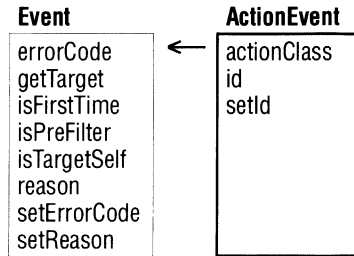 Event
errorCode
getTarget
isFirstTime
isPreFilter
isTargetSelf
reason
setErrorCode
setReason
ActionEvent
actionClass
id
setId